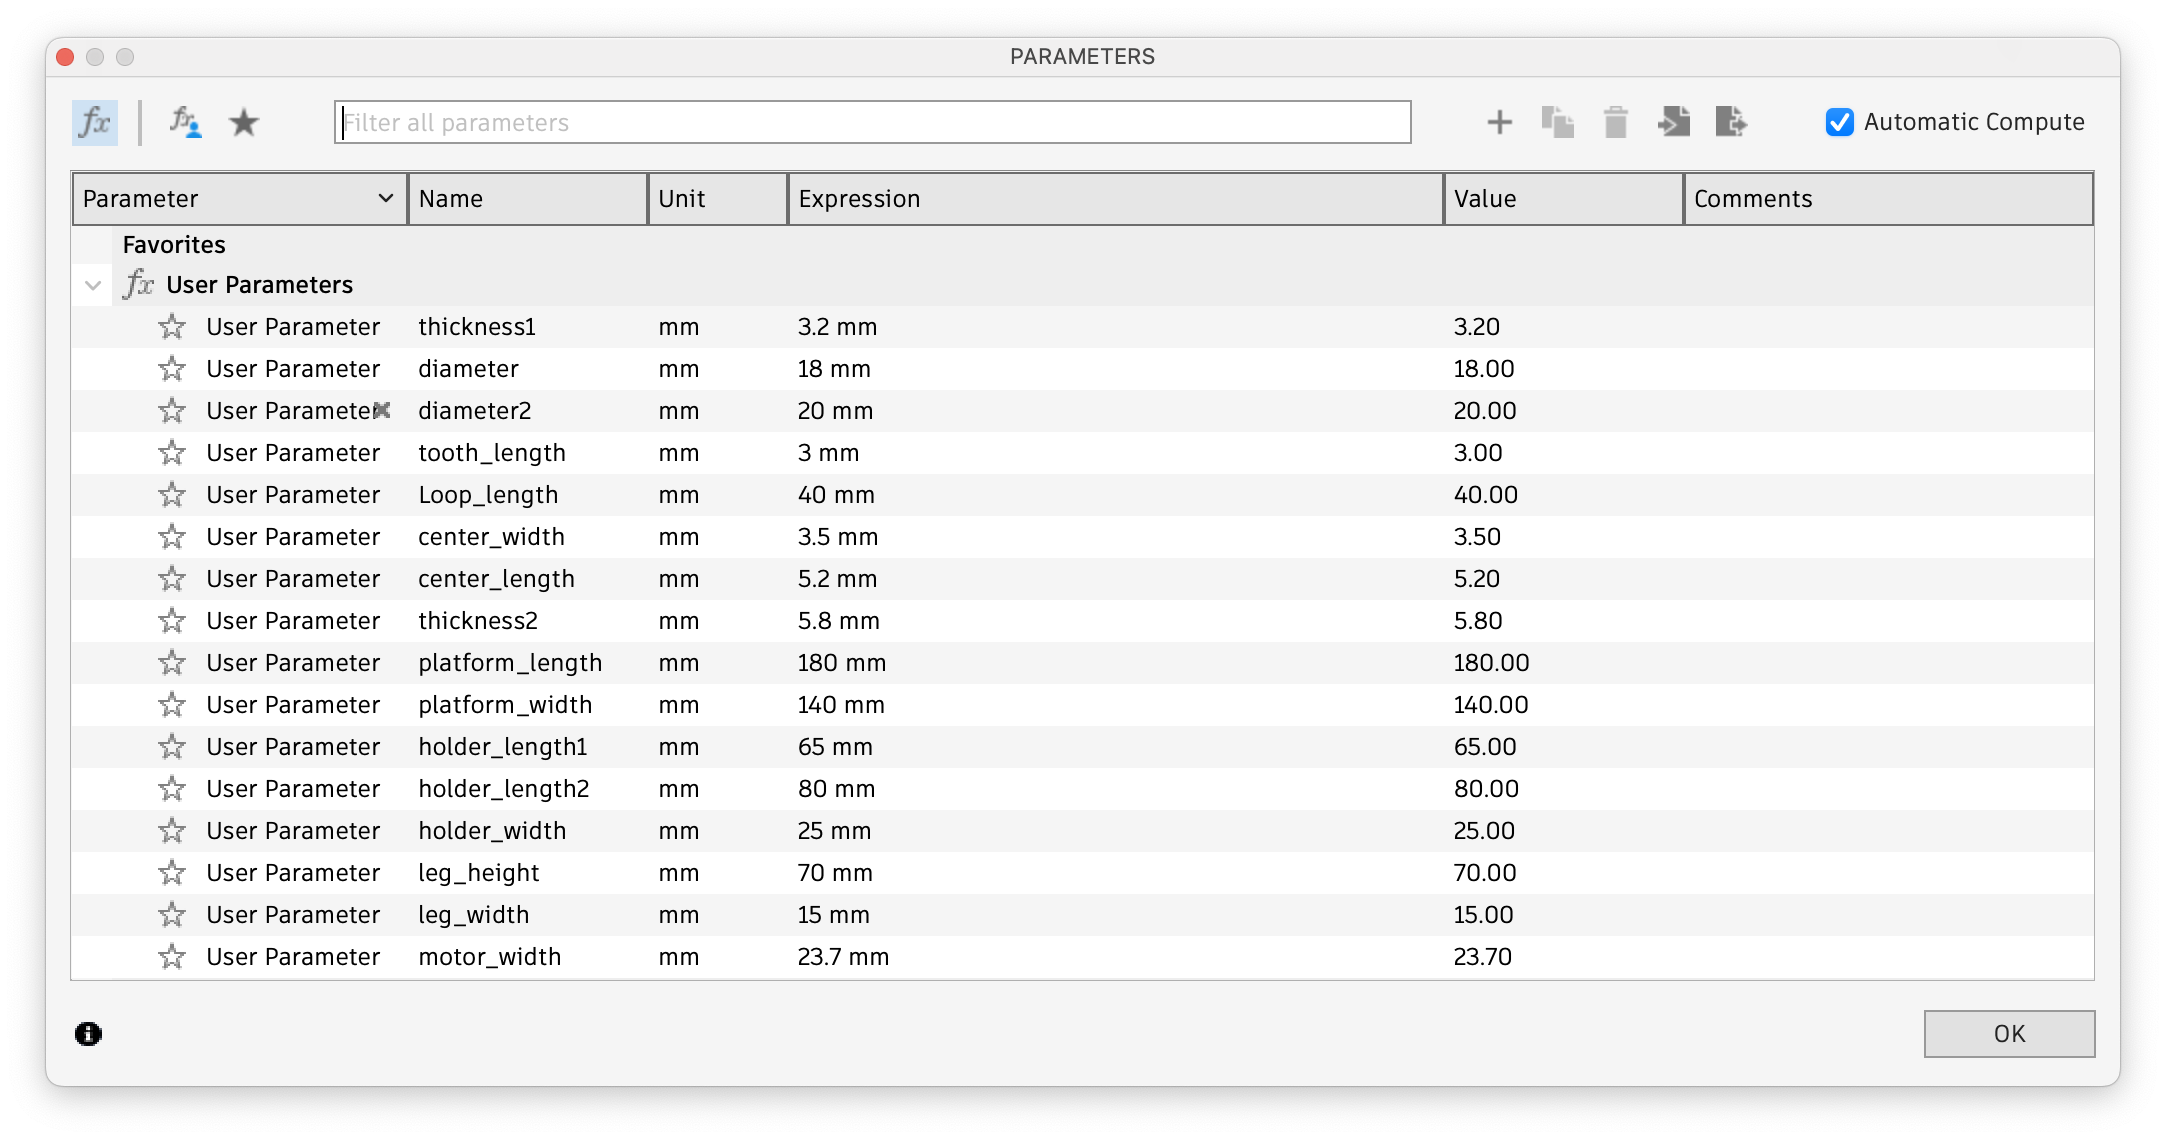 PARAMETERS
fx fx Filter all parameters Automatic Compute
Parameter Name Unit Expression Value Comments
Favorites
fx User Parameters
User Parameter thickness1 mm 3.2 mm 3.20
User Parameter diameter mm 18 mm 18.00
User Parameter diameter2 mm 20 mm 20.00
User Parameter tooth_length mm 3 mm 3.00
User Parameter Loop_length mm 40 mm 40.00
User Parameter center_width mm 3.5 mm 3.50
User Parameter center_length mm 5.2 mm 5.20
User Parameter thickness2 mm 5.8 mm 5.80
User Parameter platform_length mm 180 mm 180.00
User Parameter platform_width mm 140 mm 140.00
User Parameter holder_length1 mm 65 mm 65.00
User Parameter holder_length2 mm 80 mm 80.00
User Parameter holder_width mm 25 mm 25.00
User Parameter leg_height mm 70 mm 70.00
User Parameter leg_width mm 15 mm 15.00
User Parameter motor_width mm 23.7 mm 23.70
OK